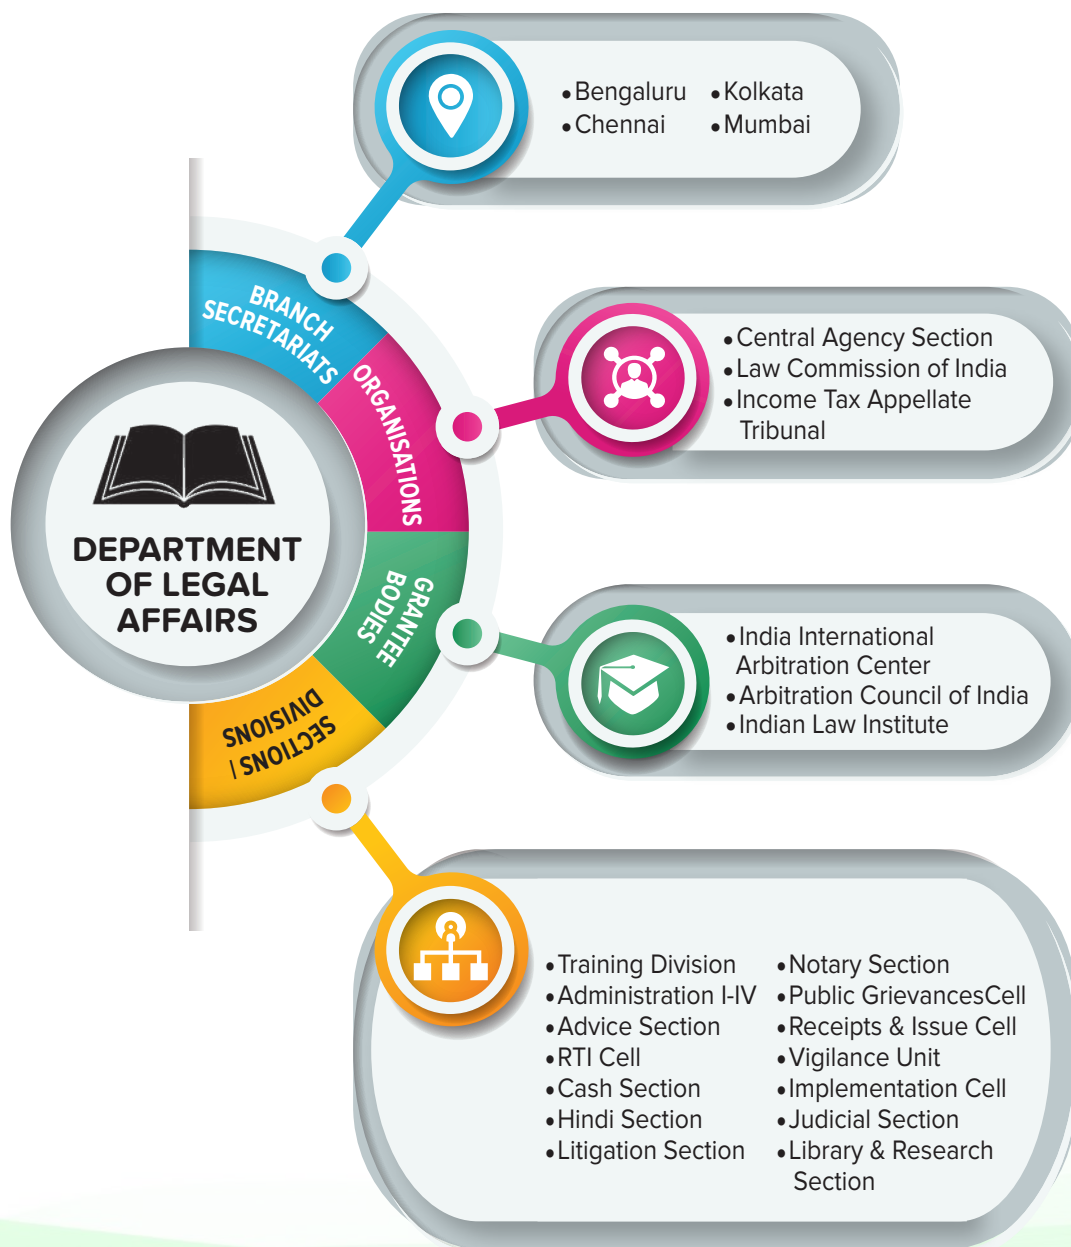 • Bengaluru
• Chennai
• Kolkata
• Mumbai
BRANCH
SECRETARIATS
ORGANISATIONS
• Central Agency Section
• Law Commission of India
• Income Tax Appellate
Tribunal
DEPARTMENT
OF LEGAL
AFFAIRS
GRANTEE
BODIES
• India International
Arbitration Center
• Arbitration Council of India
• Indian Law Institute
SECTIONS |
DIVISIONS
• Training Division
• Administration I-IV
• Advice Section
• RTI Cell
• Cash Section
• Hindi Section
• Litigation Section
• Notary Section
• Public GrievancesCell
• Receipts & Issue Cell
• Vigilance Unit
• Implementation Cell
• Judicial Section
• Library & Research
Section